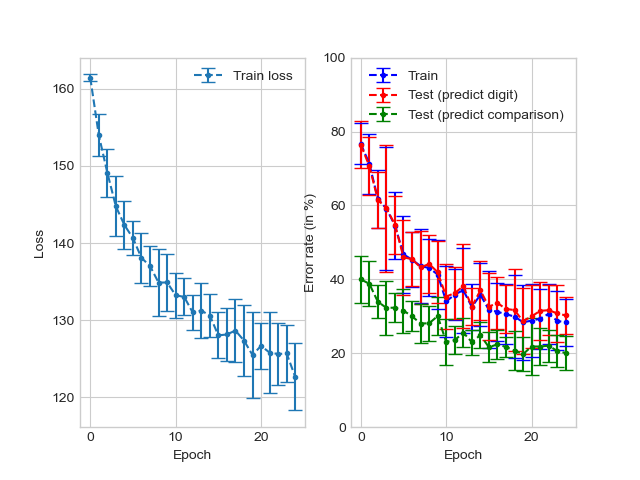 160
150
140
130
120
Loss
0
10
20
Epoch
Train loss
100
80
60
40
20
0
Error rate (in %)
0
10
20
Epoch
Train
Test (predict digit)
Test (predict comparison)